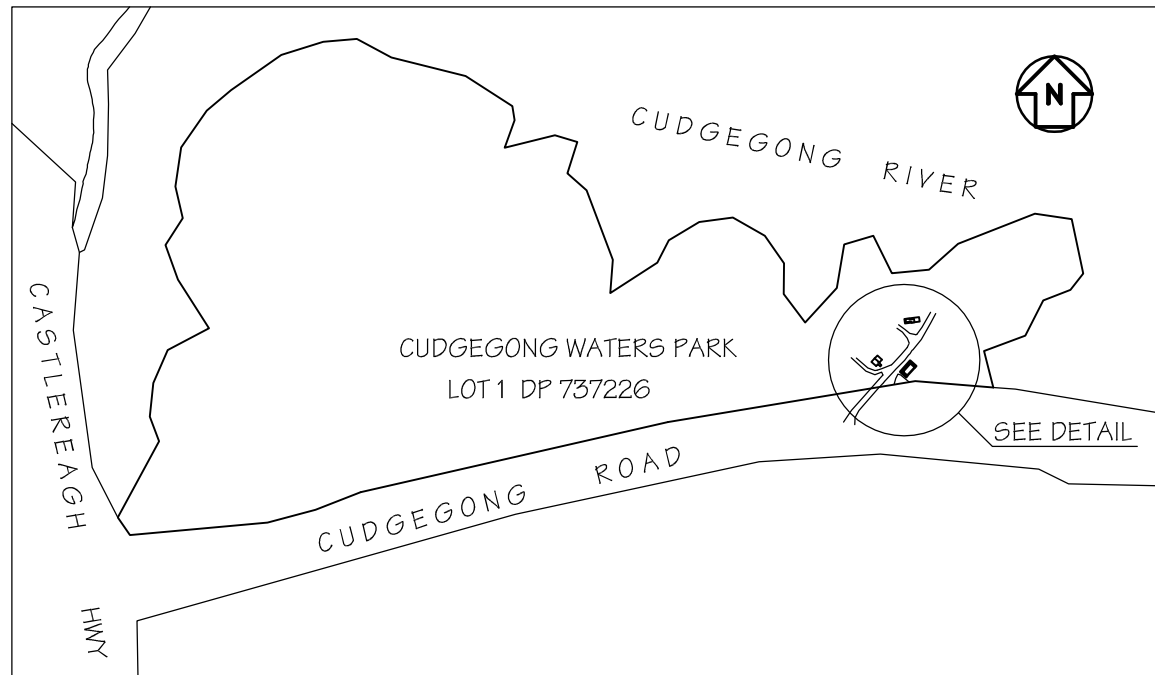 N
CUDGEGONG RIVER
CASTLEREAGH HWY
CUDGEGONG WATERS PARK
LOT 1 DP 737226
SEE DETAIL
CUDGEGONG ROAD